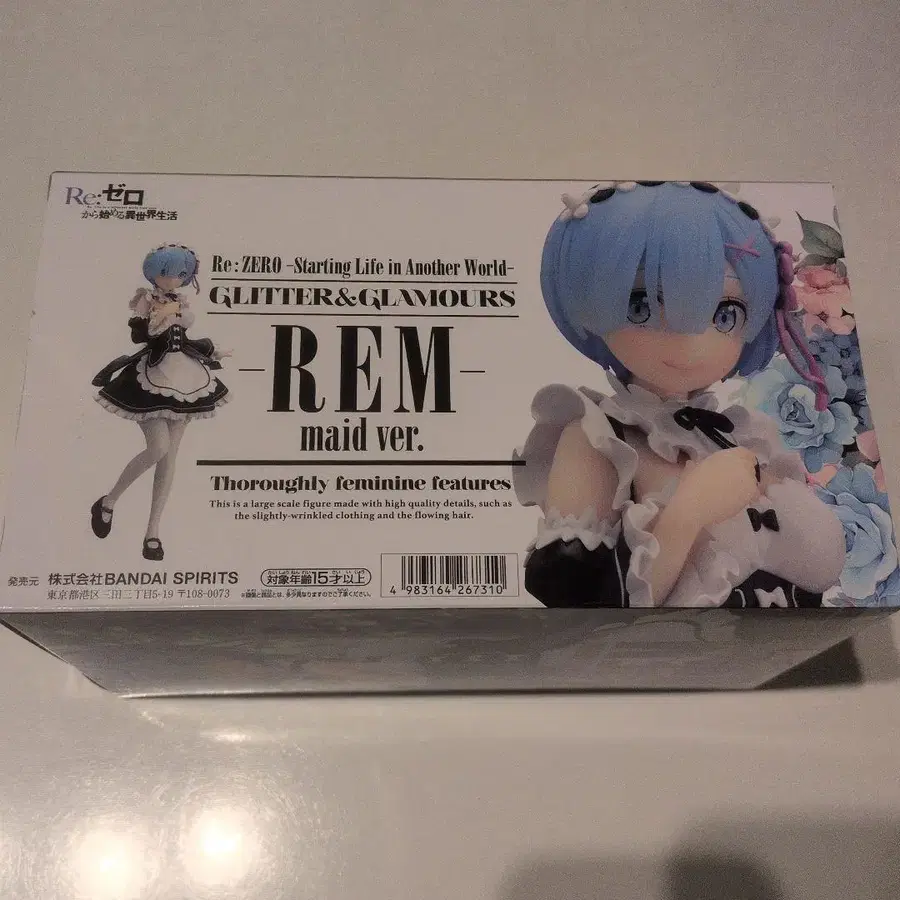 Re:ゼロ
から始める異世界生活
Re:ZERO -Starting Life in Another World-
GLITTER&GLAMOURS
-REM-
maid ver.
Thoroughly feminine features
This is a large scale figure made with high quality details, such as
the slightly-wrinkled clothing and the flowing hair.
発売元 株式会社BANDAI SPIRITS
東京都港区三田三丁目5-19 〒108-0073
対象年齢15才以上
4 983164 267310